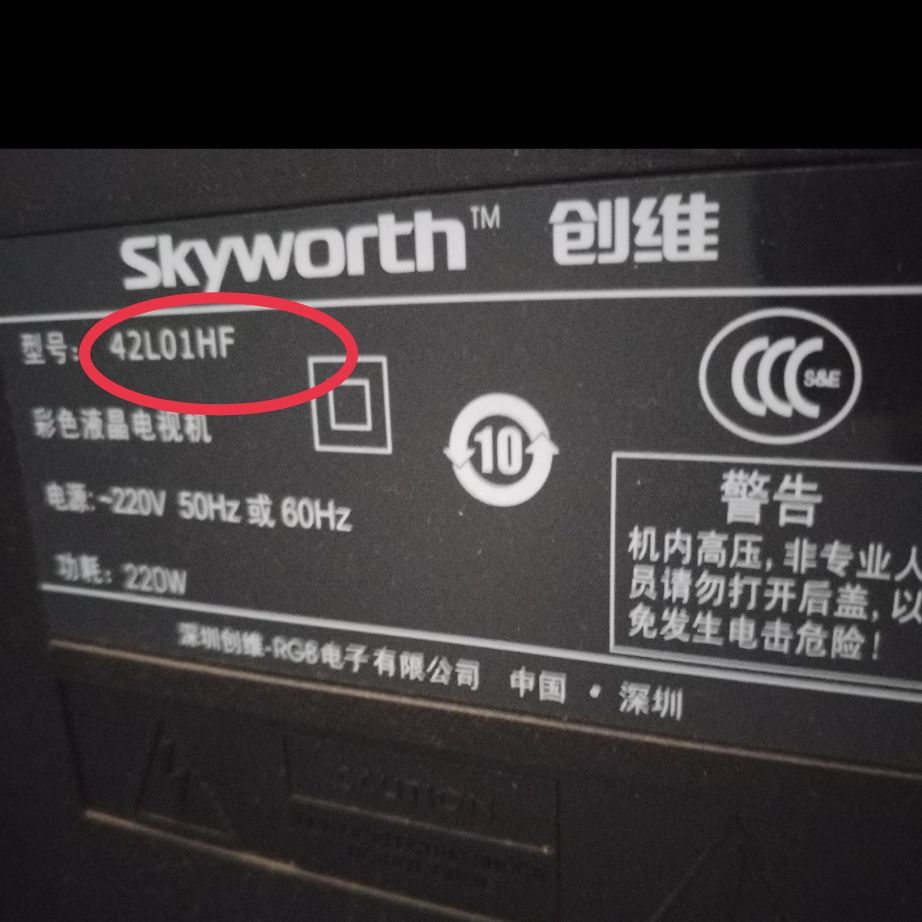 Skyworth™ 创维
型号: 42L01HF
彩色液晶电视机
电源:~220V 50Hz 或 60Hz
功耗: 220W
10
CCC S&E
警告
机内高压,非专业人
员请勿打开后盖,以
免发生电击危险!
深圳创维-RGB电子有限公司 中国·深圳
CAUTION